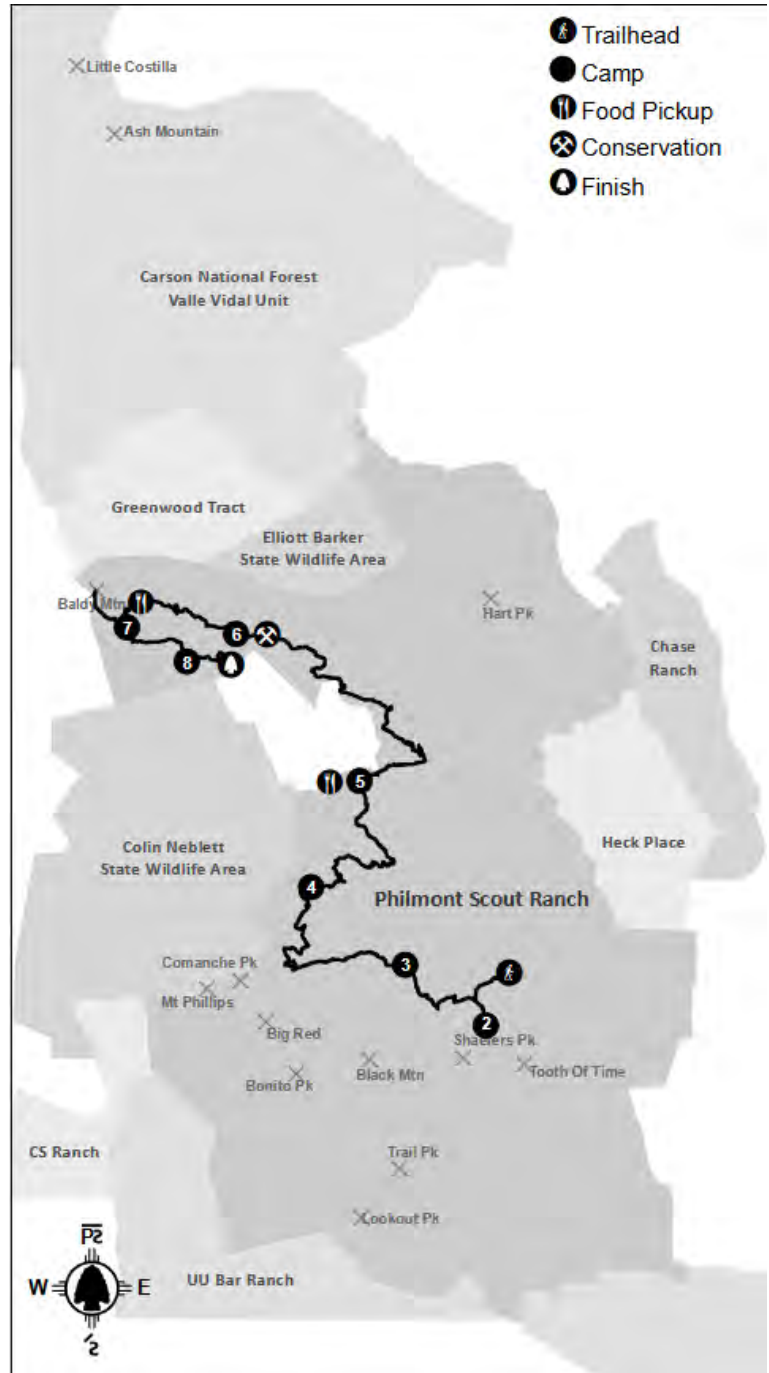 Trailhead
Camp
Food Pickup
Conservation
Finish
Little Costilla
Ash Mountain
Carson National Forest
Valle Vidal Unit
Greenwood Tract
Elliott Barker
State Wildlife Area
Baldy Mtn
Hart Pk
7
6
8
Chase
Ranch
5
Heck Place
Colin Neblett
State Wildlife Area
4
Philmont Scout Ranch
3
Comanche Pk
Mt Phillips
2
Big Red
Shaefers Pk
Black Mtn
Tooth Of Time
Bonito Pk
CS Ranch
Trail Pk
Lookout Pk
W
E
UU Bar Ranch